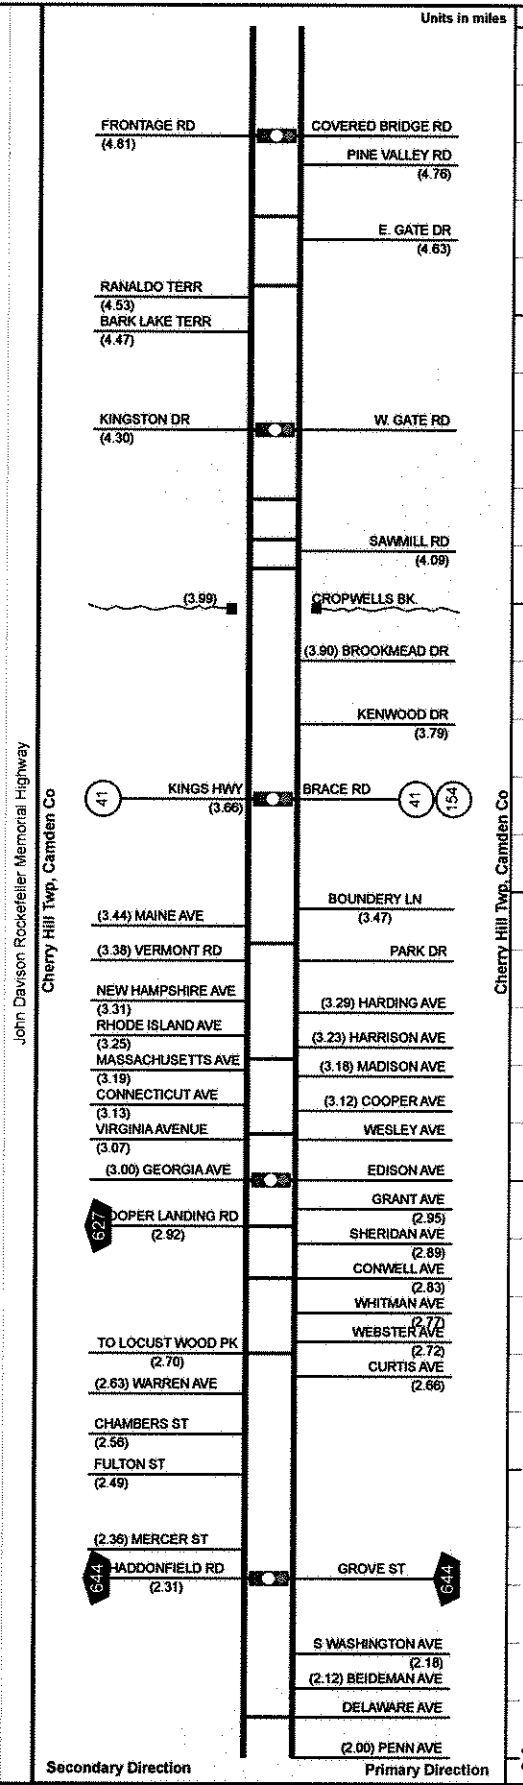 Units in miles
John Davison Rockefeller Memorial Highway
Cherry Hill Twp, Camden Co
Cherry Hill Twp, Camden Co
FRONTAGE RD
(4.81)
COVERED BRIDGE RD
PINE VALLEY RD
(4.76)
E. GATE DR
(4.63)
RANALDO TERR
(4.53)
BARK LAKE TERR
(4.47)
KINGSTON DR
(4.30)
W. GATE RD
SAWMILL RD
(4.09)
(3.99)
CROPWELLS BK.
(3.90) BROOKMEAD DR
KENWOOD DR
(3.79)
41
KINGS HWY
(3.66)
BRACE RD
41
154
BOUNDERY LN
(3.47)
(3.44) MAINE AVE
(3.38) VERMONT RD
PARK DR
NEW HAMPSHIRE AVE
(3.31)
(3.29) HARDING AVE
RHODE ISLAND AVE
(3.25)
(3.23) HARRISON AVE
MASSACHUSETTS AVE
(3.19)
(3.18) MADISON AVE
CONNECTICUT AVE
(3.13)
(3.12) COOPER AVE
VIRGINIA AVENUE
(3.07)
WESLEY AVE
(3.00) GEORGIA AVE
EDISON AVE
GRANT AVE
(2.95)
627
OOPER LANDING RD
(2.92)
SHERIDAN AVE
(2.89)
CONWELL AVE
(2.83)
WHITMAN AVE
(2.77)
WEBSTER AVE
(2.72)
TO LOCUST WOOD PK
(2.70)
CURTIS AVE
(2.66)
(2.63) WARREN AVE
CHAMBERS ST
(2.56)
FULTON ST
(2.49)
(2.36) MERCER ST
644
HADDONFIELD RD
(2.31)
GROVE ST
644
S WASHINGTON AVE
(2.18)
(2.12) BEIDEMAN AVE
DELAWARE AVE
(2.00) PENN AVE
Secondary Direction
Primary Direction